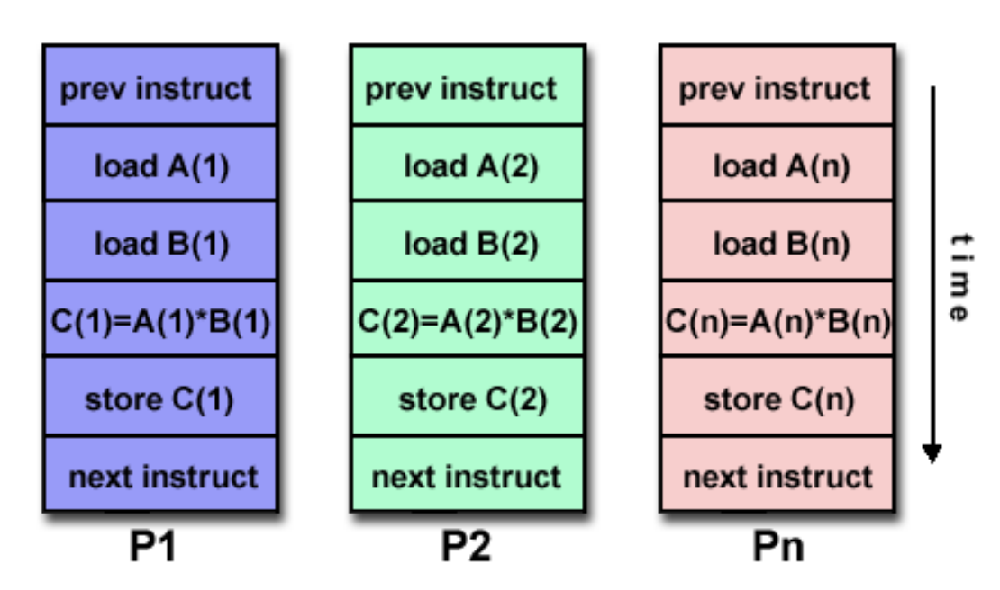 prev instruct
load A(1)
load B(1)
C(1)=A(1)*B(1)
store C(1)
next instruct
P1
prev instruct
load A(2)
load B(2)
C(2)=A(2)*B(2)
store C(2)
next instruct
P2
prev instruct
load A(n)
load B(n)
C(n)=A(n)*B(n)
store C(n)
next instruct
Pn
time